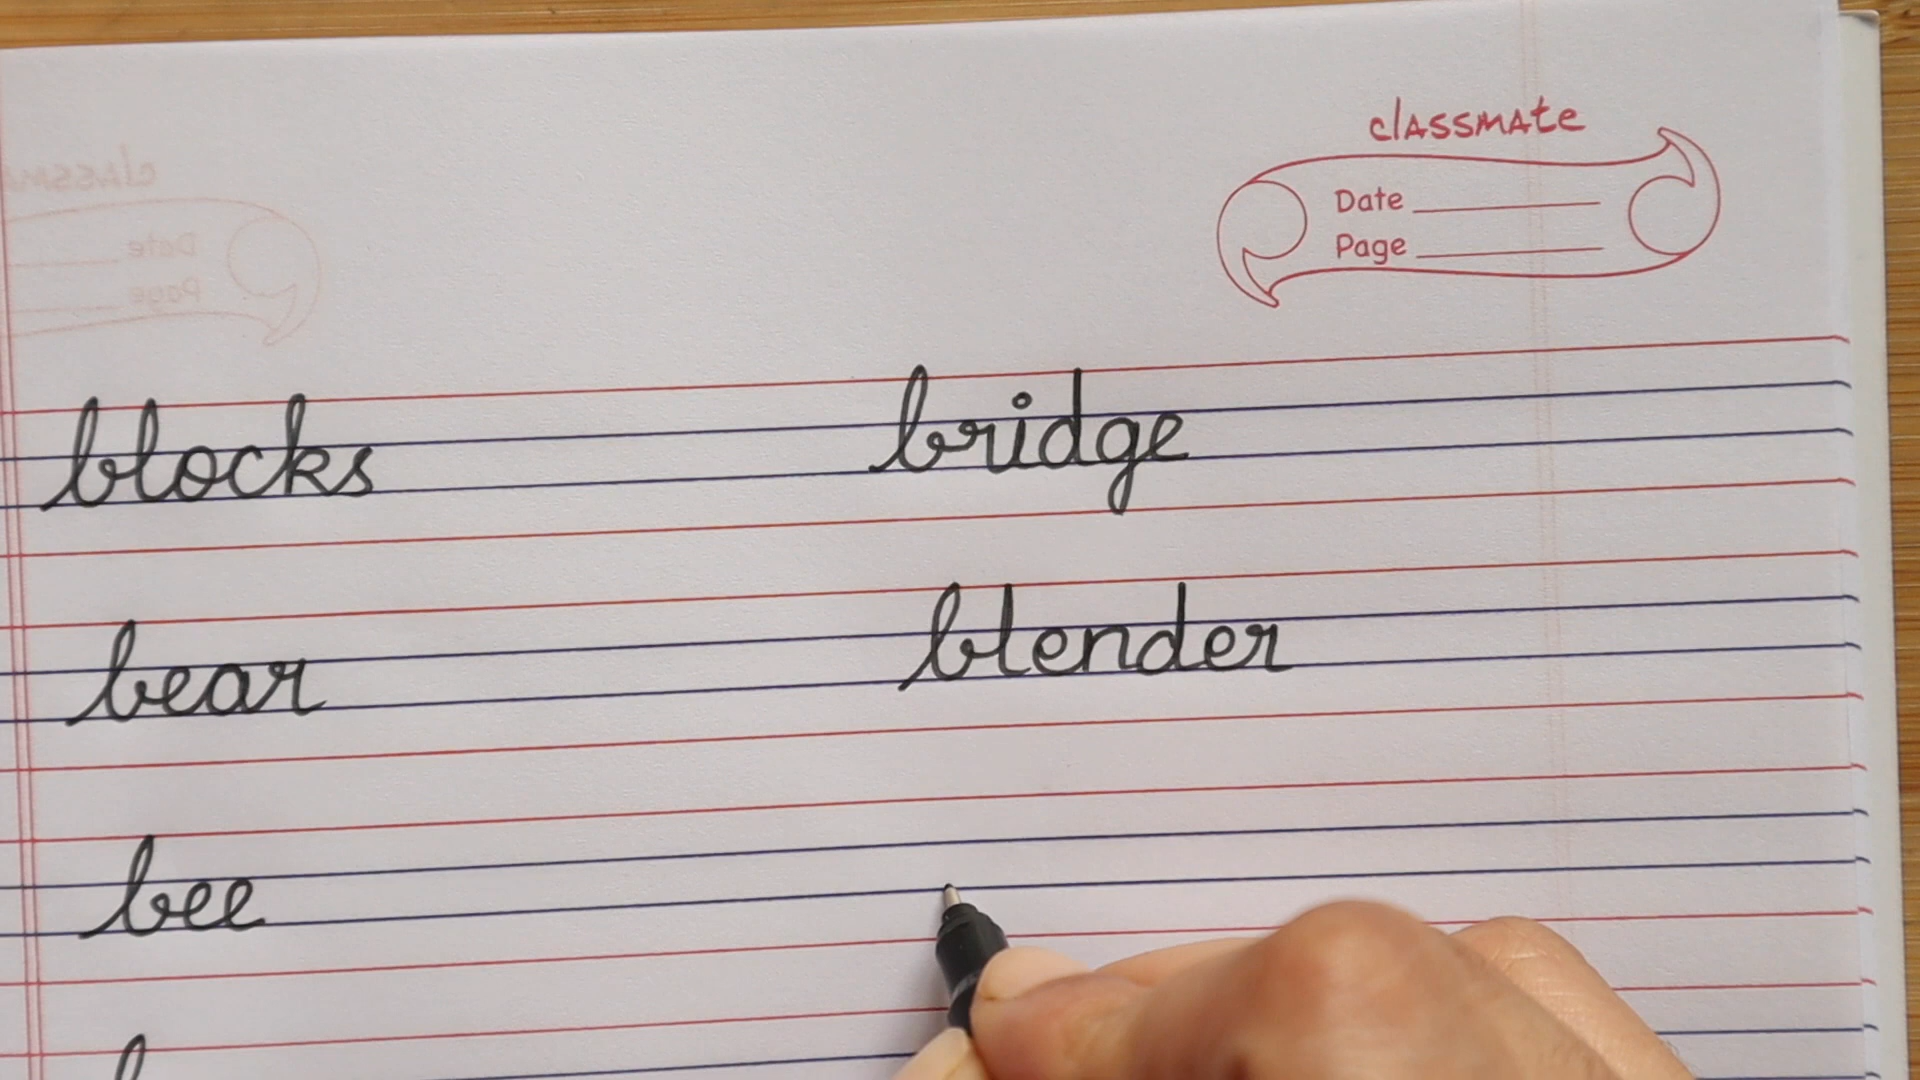 classmate
Date
Page
blocks bridge
bear blender
bee